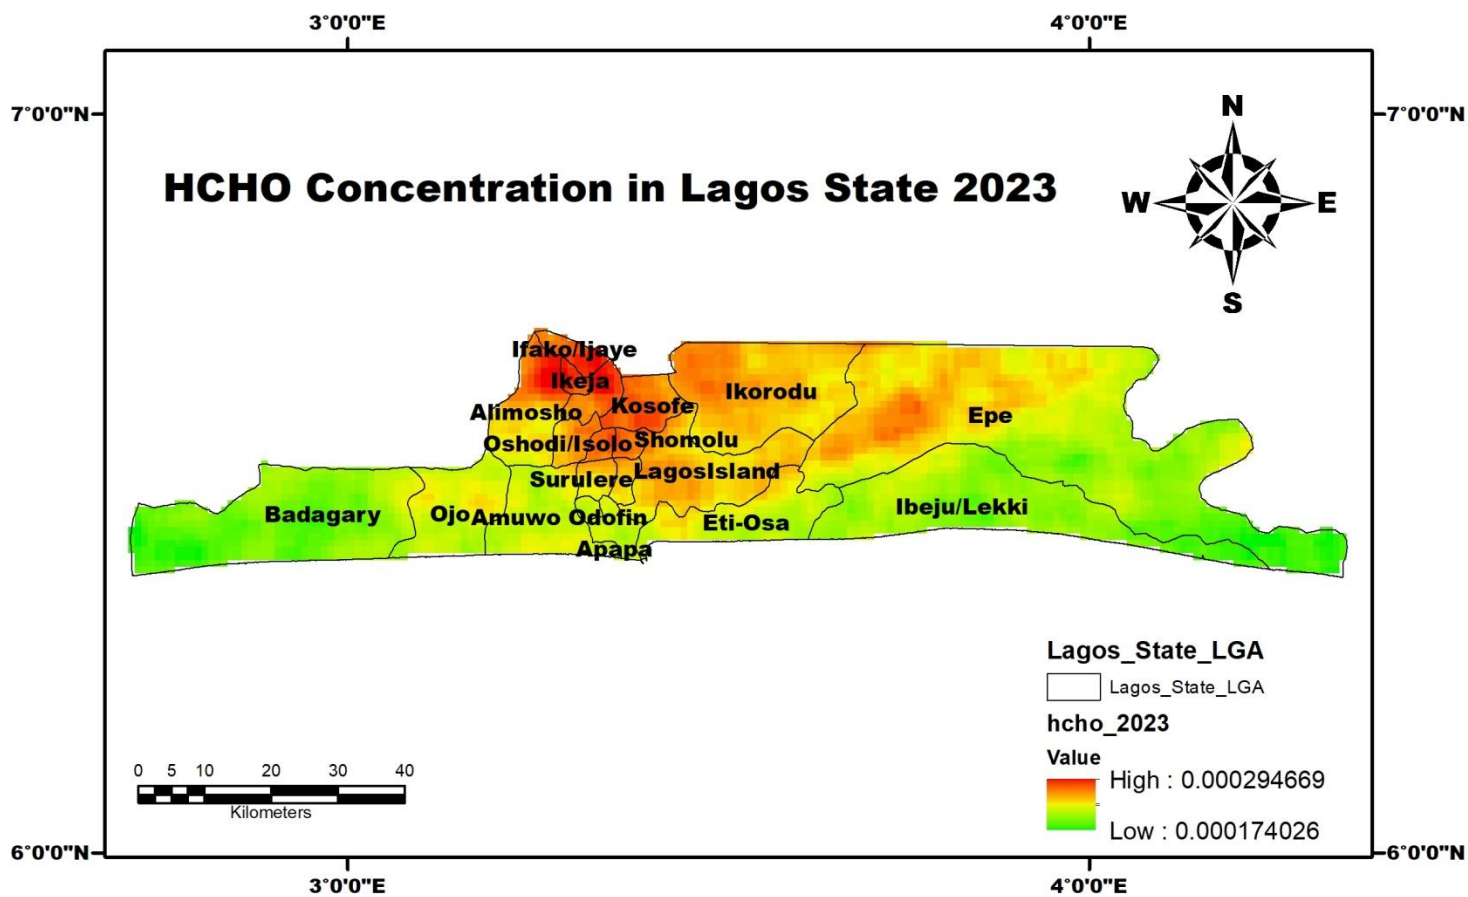 3°0'0"E
4°0'0"E
7°0'0"N
7°0'0"N
N
HCHO Concentration in Lagos State 2023
W
E
S
Ifako/Ijaye
Ikeja
Ikorodu
Alimosho
Kosofe
Epe
Oshodi/Isolo
Shomolu
Surulere
LagosIsland
Badagary
Ojo
Amuwo Odofin
Eti-Osa
Ibeju/Lekki
Apapa
Lagos_State_LGA
Lagos_State_LGA
hcho_2023
Value
High : 0.000294669
Low : 0.000174026
0 5 10 20 30 40
Kilometers
6°0'0"N
6°0'0"N
3°0'0"E
4°0'0"E